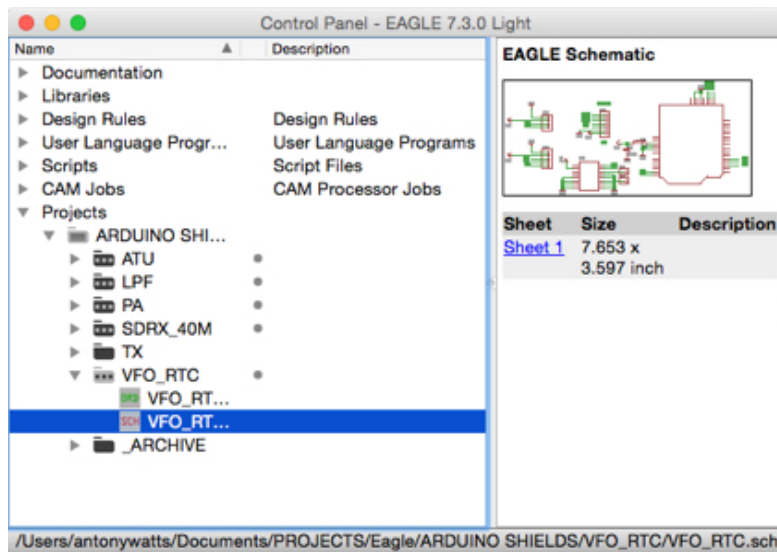 Control Panel - EAGLE 7.3.0 Light
Name Description
Documentation
Libraries
Design Rules Design Rules
User Language Progr... User Language Programs
Scripts Script Files
CAM Jobs CAM Processor Jobs
Projects
ARDUINO SHI...
ATU
LPF
PA
SDRX_40M
TX
VFO_RTC
BRD VFO_RT...
SCH VFO_RT...
_ARCHIVE
EAGLE Schematic
Sheet Size Description
Sheet 1 7.653 x
3.597 inch
/Users/antonywatts/Documents/PROJECTS/Eagle/ARDUINO SHIELDS/VFO_RTC/VFO_RTC.sch